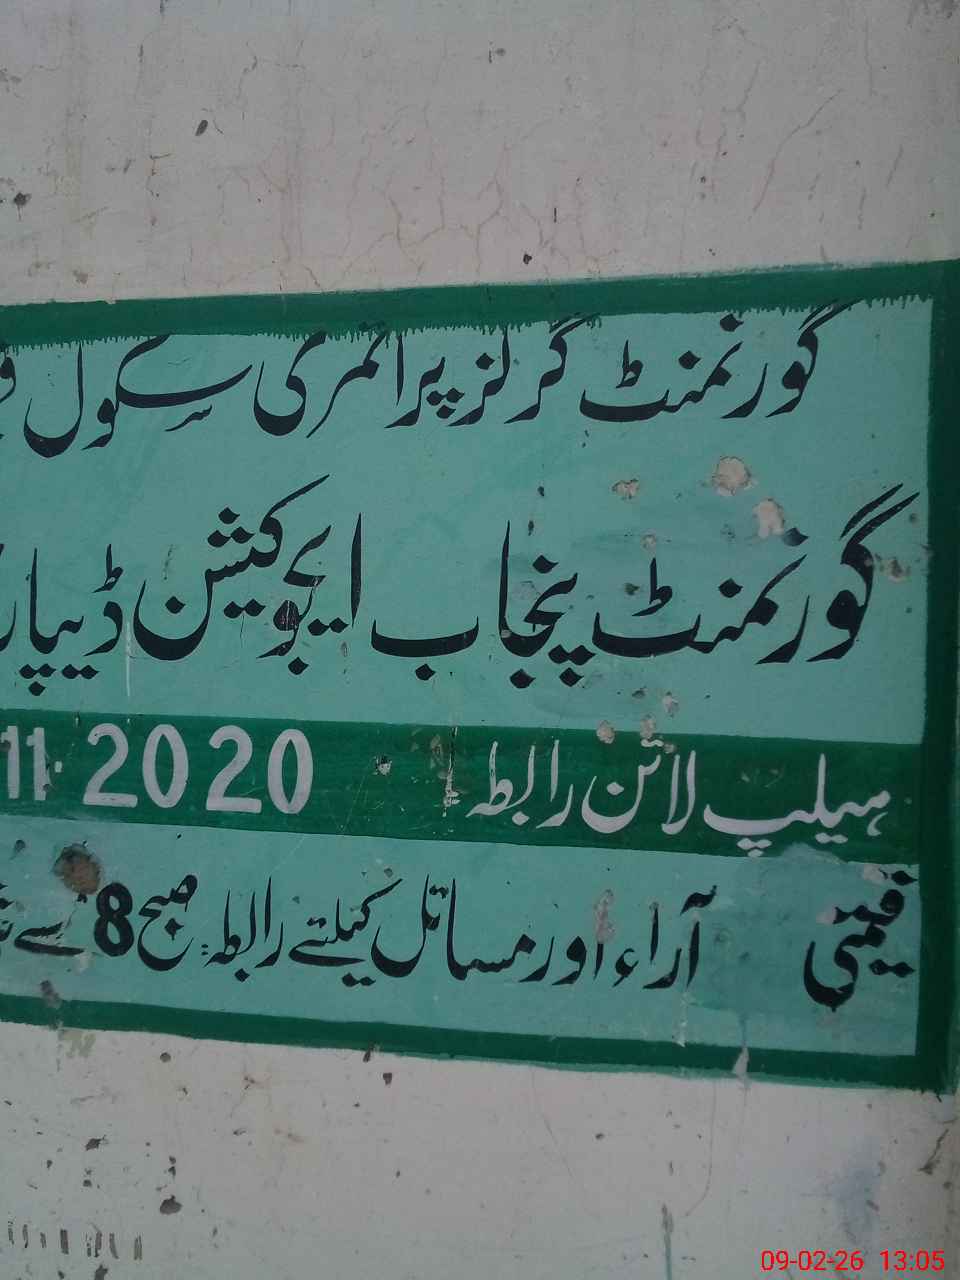 گورنمنٹ گرلز پرائمری سکول
گورنمنٹ پنجاب ایجوکیشن ڈیپا
ہیلپ لائن رابطہ 11 2020
قیمتی آراء اور مسائل کیلئے رابطہ: صبح 8 سے
09-02-26 13:05